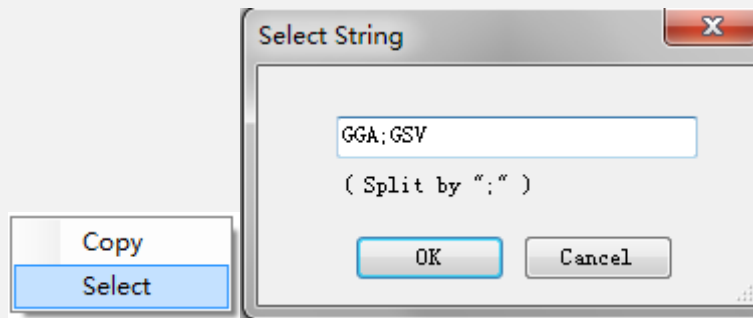 Select String
GGA;GSV
( Split by ";" )
OK Cancel
Copy
Select